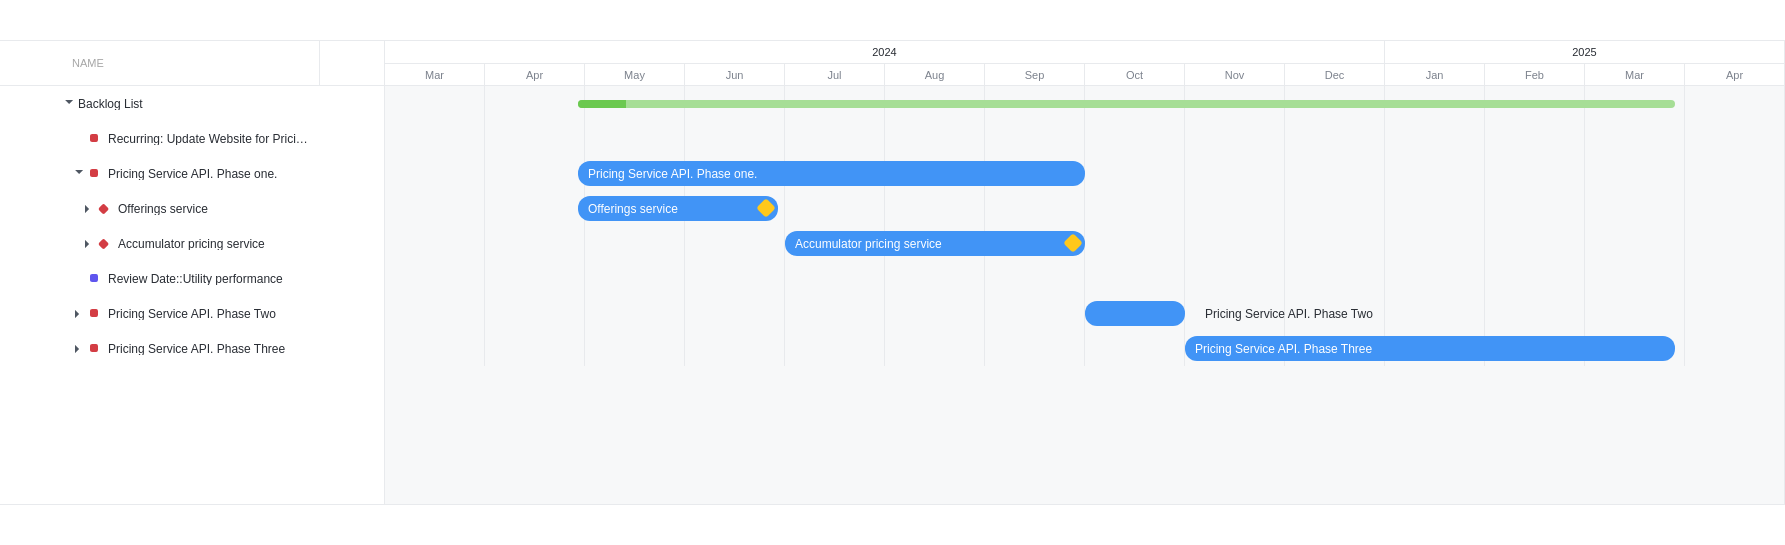 NAME
2024
2025
Mar
Apr
May
Jun
Jul
Aug
Sep
Oct
Nov
Dec
Jan
Feb
Mar
Apr
Backlog List
Recurring: Update Website for Prici…
Pricing Service API. Phase one.
Pricing Service API. Phase one.
Offerings service
Offerings service
Accumulator pricing service
Accumulator pricing service
Review Date::Utility performance
Pricing Service API. Phase Two
Pricing Service API. Phase Two
Pricing Service API. Phase Three
Pricing Service API. Phase Three